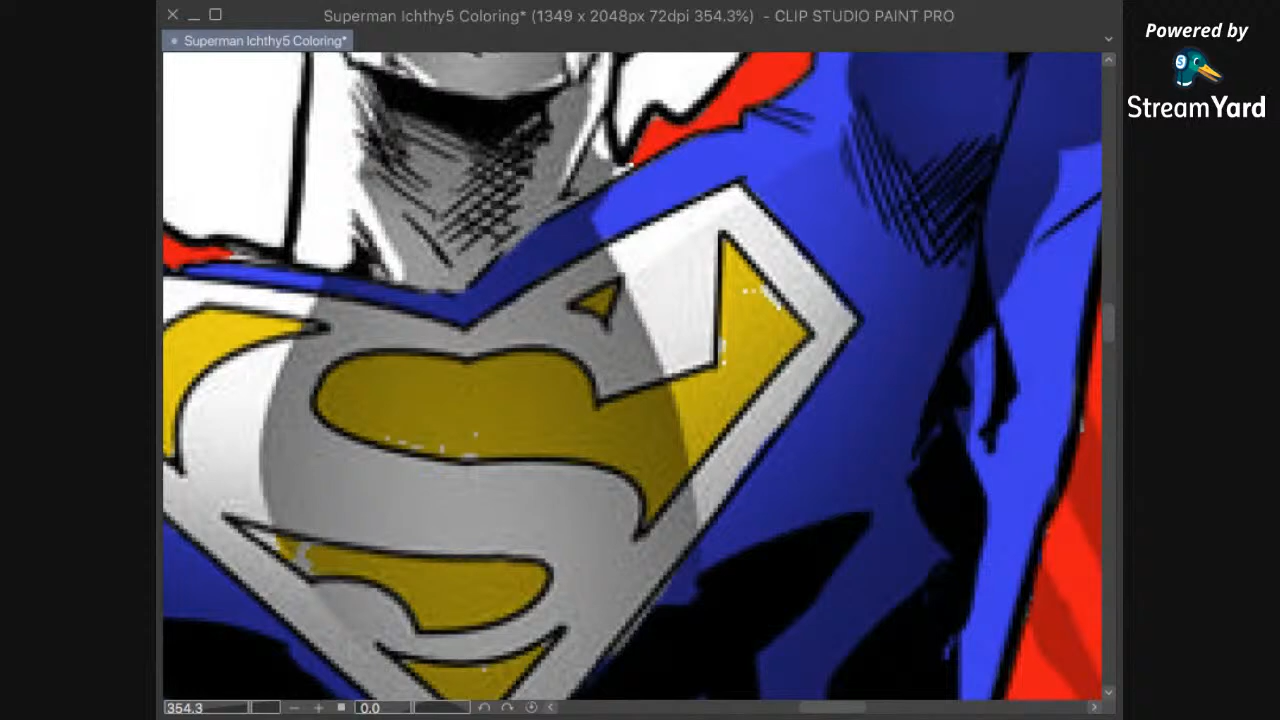 Superman Ichthy5 Coloring* (1349 x 2048px 72dpi 354.3%) - CLIP STUDIO PAINT PRO
Superman Ichthy5 Coloring*
Powered by
StreamYard
354.3
0.0